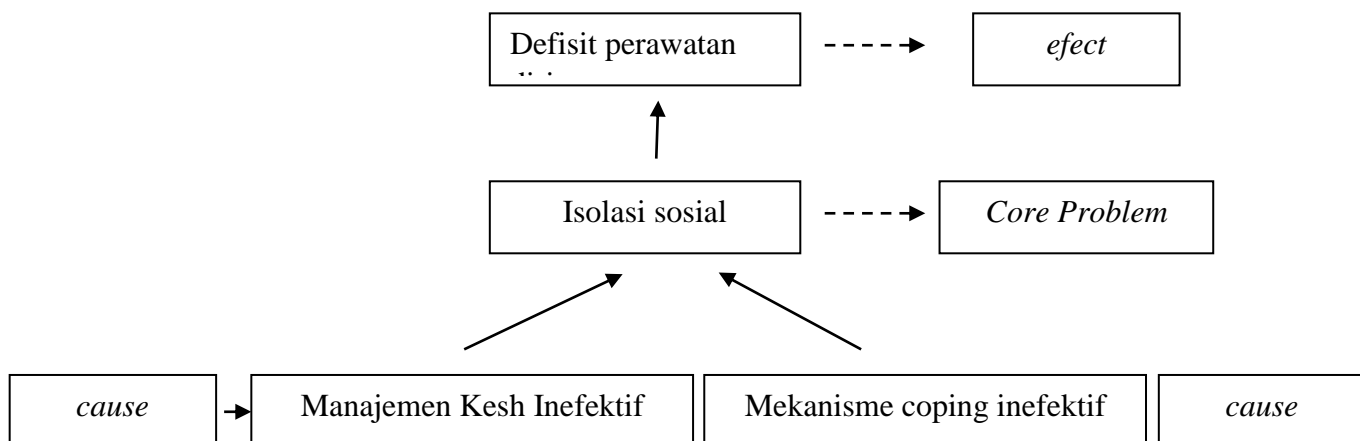 Defisit perawatan
efect
Isolasi sosial
Core Problem
cause
Manajemen Kesh Inefektif
Mekanisme coping inefektif
cause